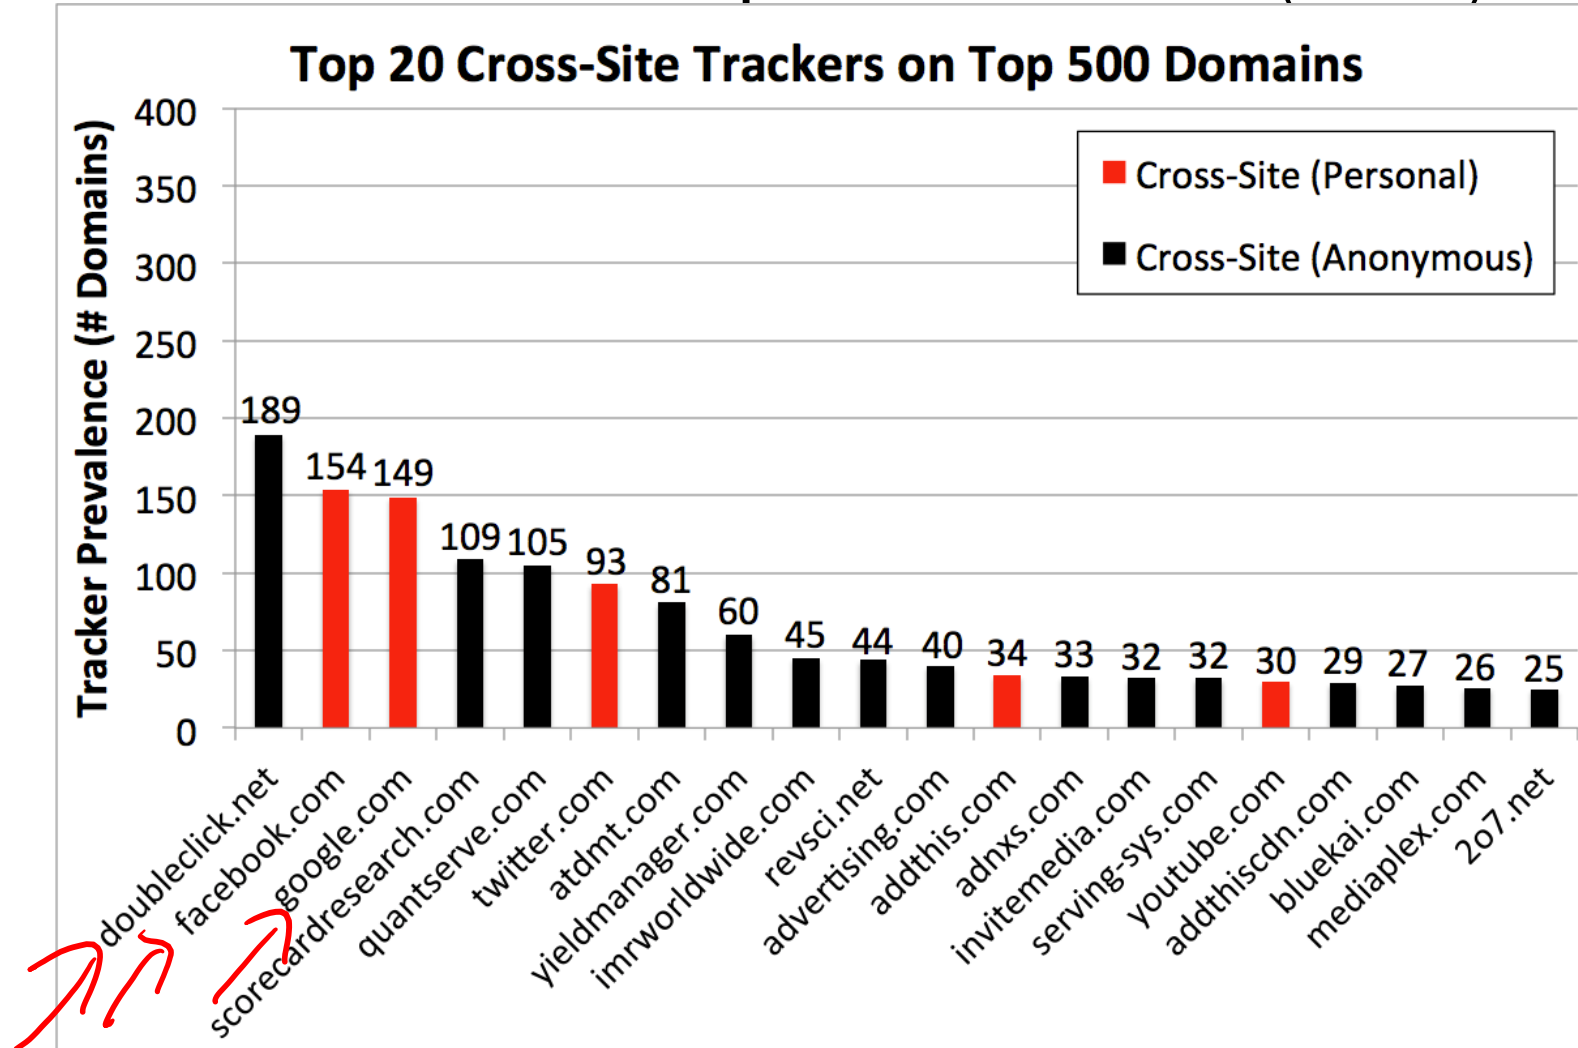 Top 20 Cross-Site Trackers on Top 500 Domains
Tracker Prevalence (# Domains)
400
350
300
250
200
150
100
50
0
Cross-Site (Personal)
Cross-Site (Anonymous)
189
154
149
109
105
93
81
60
45
44
40
34
33
32
32
30
29
27
26
25
doubleclick.net
facebook.com
google.com
scorecardresearch.com
quantserve.com
twitter.com
atdmt.com
yieldmanager.com
imrworldwide.com
revsci.net
advertising.com
addthis.com
adnxs.com
invitemedia.com
serving-sys.com
youtube.com
addthiscdn.com
bluekai.com
mediaplex.com
2o7.net